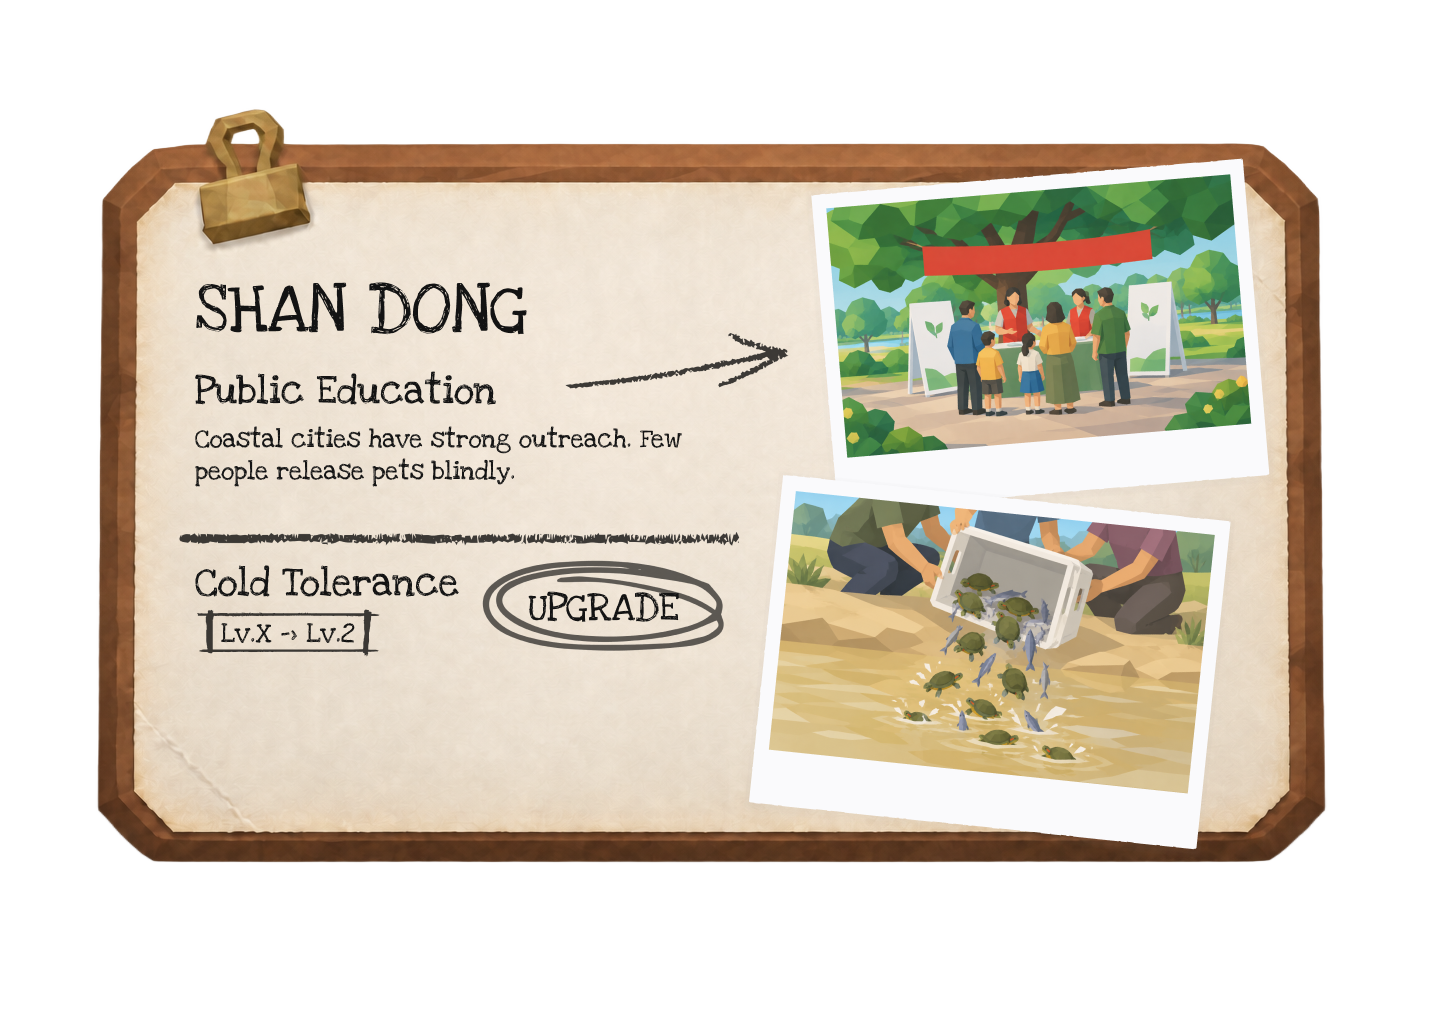 SHAN DONG
Public Education
Coastal cities have strong outreach. Few
people release pets blindly.
Cold Tolerance
UPGRADE
Lv.X -> Lv.2